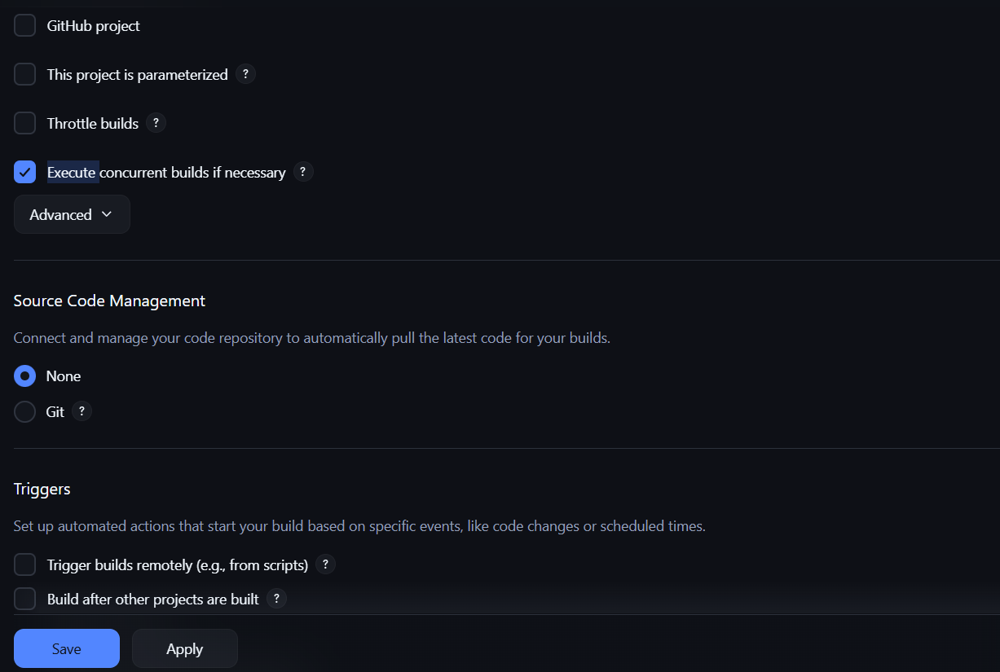 GitHub project
This project is parameterized ?
Throttle builds ?
Execute concurrent builds if necessary ?
Advanced
Source Code Management
Connect and manage your code repository to automatically pull the latest code for your builds.
None
Git ?
Triggers
Set up automated actions that start your build based on specific events, like code changes or scheduled times.
Trigger builds remotely (e.g., from scripts) ?
Build after other projects are built ?
Save Apply